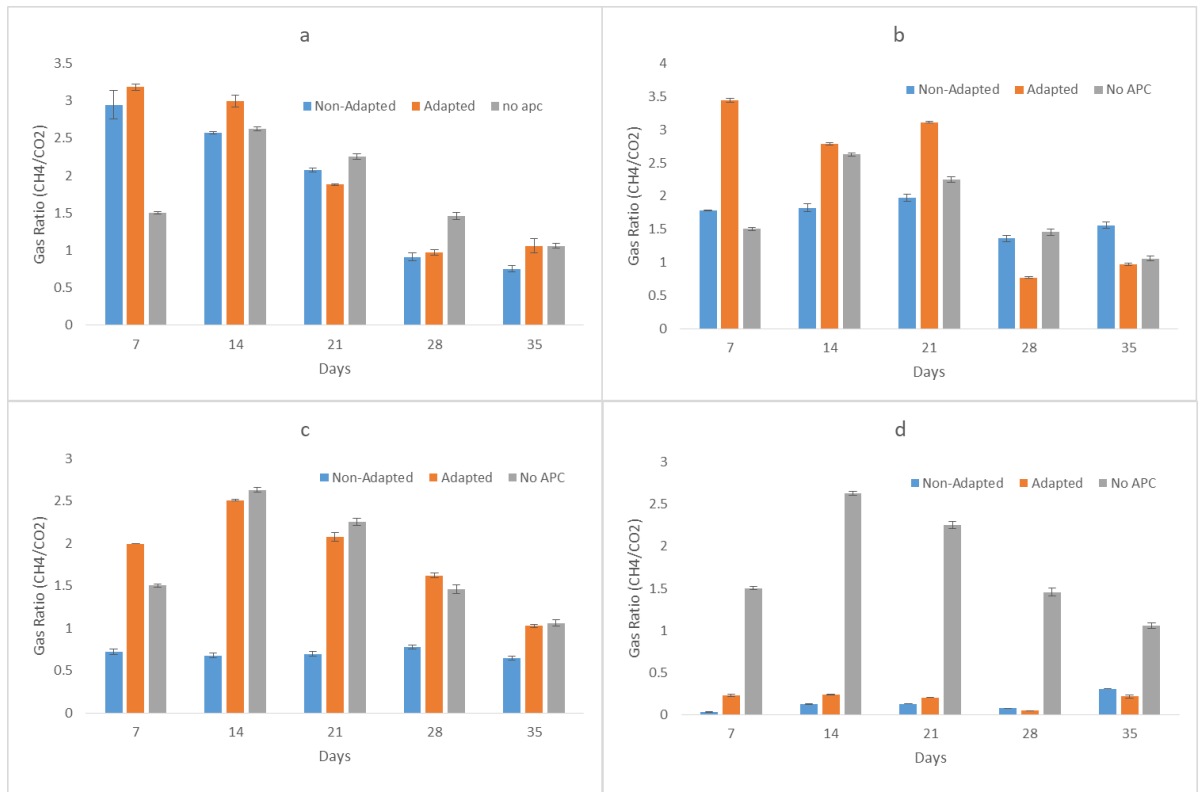 a
Gas Ratio (CH4/CO2)
3.5
3
2.5
2
1.5
1
0.5
0
Non-Adapted Adapted no apc
7 14 21 28 35
Days
b
Gas Ratio (CH4/CO2)
4
3.5
3
2.5
2
1.5
1
0.5
0
Non-Adapted Adapted No APC
7 14 21 28 35
Days
c
Gas Ratio (CH4/CO2)
3
2.5
2
1.5
1
0.5
0
Non-Adapted Adapted No APC
7 14 21 28 35
Days
d
Gas Ratio (CH4/CO2)
3
2.5
2
1.5
1
0.5
0
Non-Adapted Adapted No APC
7 14 21 28 35
Days